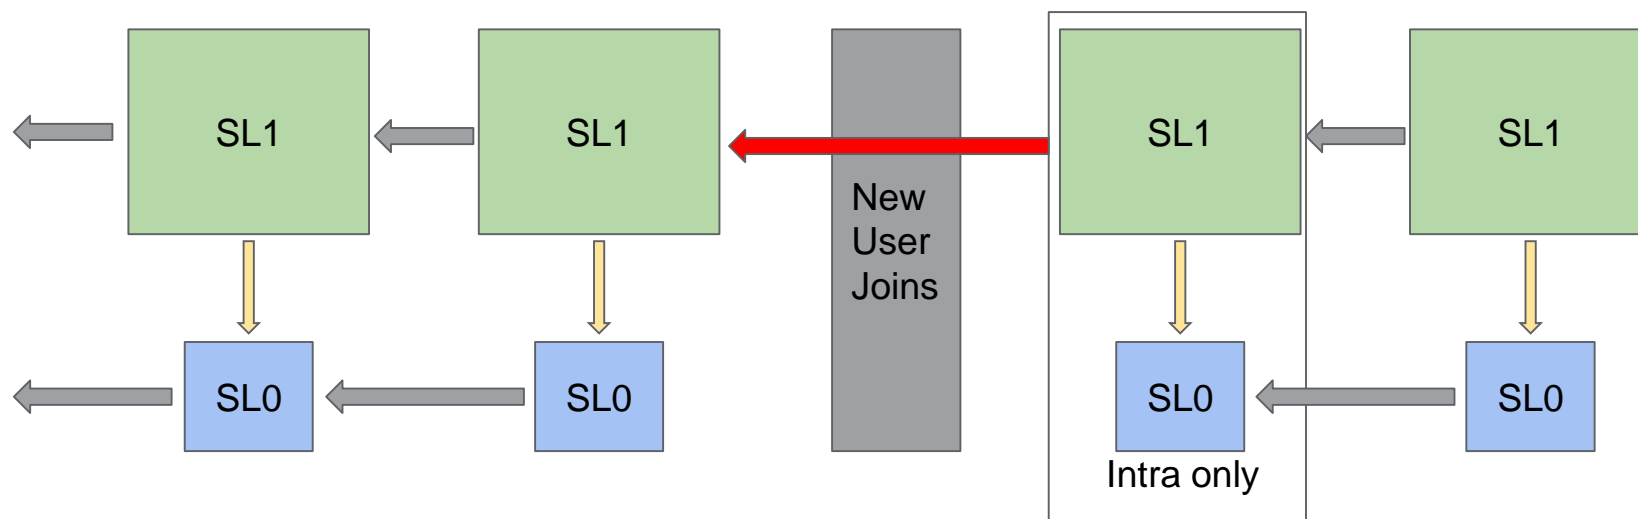 SL1
SL1
SL1
SL1
New
User
Joins
SL0
SL0
SL0
SL0
Intra only